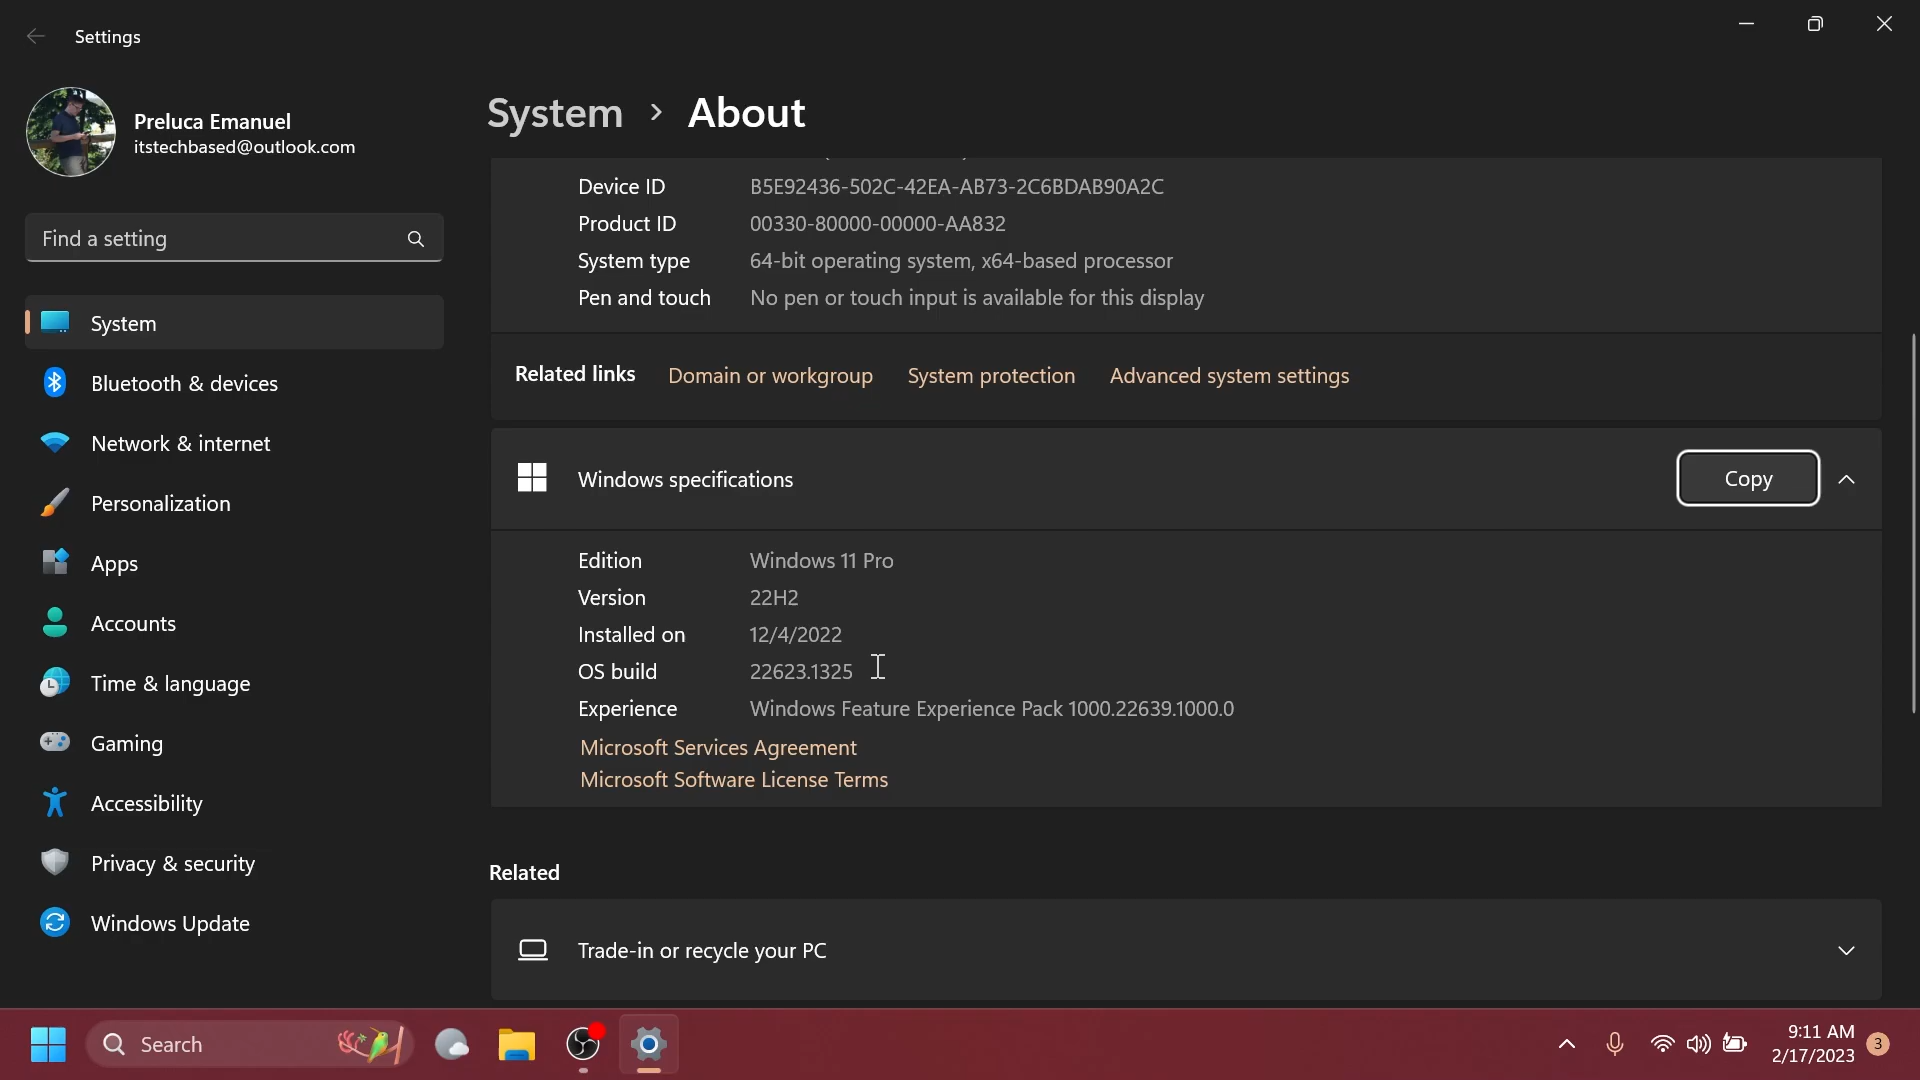 Settings
Preluca Emanuel
itstechbased@outlook.com
Find a setting
System
Bluetooth & devices
Network & internet
Personalization
Apps
Accounts
Time & language
Gaming
Accessibility
Privacy & security
Windows Update
System > About
Device ID B5E92436-502C-42EA-AB73-2C6BDAB90A2C
Product ID 00330-80000-00000-AA832
System type 64-bit operating system, x64-based processor
Pen and touch No pen or touch input is available for this display
Related links Domain or workgroup System protection Advanced system settings
Windows specifications Copy
Edition Windows 11 Pro
Version 22H2
Installed on 12/4/2022
OS build 22623.1325
Experience Windows Feature Experience Pack 1000.22639.1000.0
Microsoft Services Agreement
Microsoft Software License Terms
Related
Trade-in or recycle your PC
Search
9:11 AM
2/17/2023
3